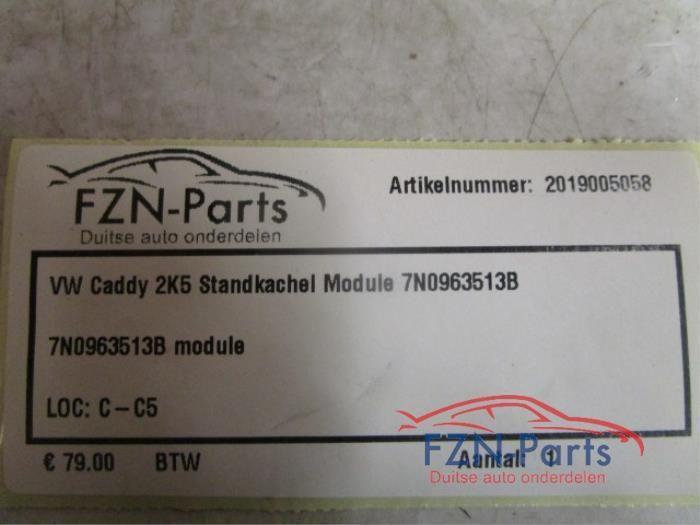 FZN-Parts
Duitse auto onderdelen
Artikelnummer: 2019005058
VW Caddy 2K5 Standkachel Module 7N0963513B
7N0963513B module
LOC: C-C5
€ 79.00 BTW Aantal: 1
FZN-Parts
Duitse auto onderdelen